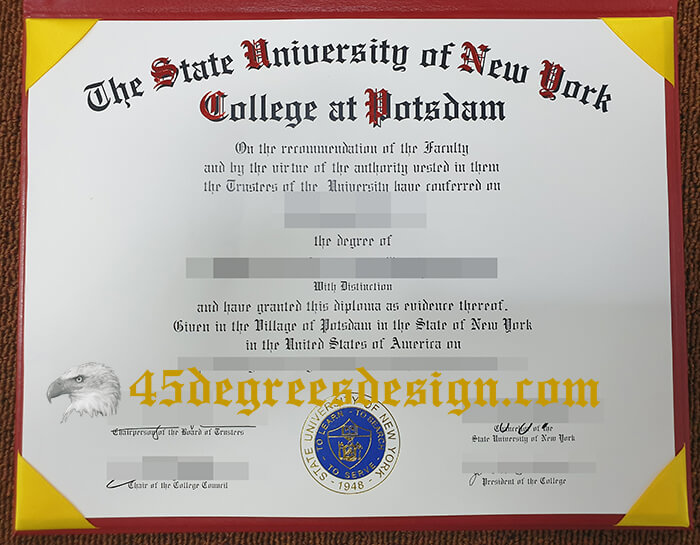 The State University of New York
College at Potsdam
On the recommendation of the Faculty
and by the virtue of the authority vested in them
the Trustees of the University have conferred on
the degree of
With Distinction
and have granted this diploma as evidence thereof.
Given in the Village of Potsdam in the State of New York
in the United States of America on
45degreesdesign.com
Chairperson of the Board of Trustees
Chancellor of the
State University of New York
STATE UNIVERSITY OF NEW YORK
TO LEARN - TO SEARCH
- TO SERVE -
· 1948 ·
Chair of the College Council
President of the College